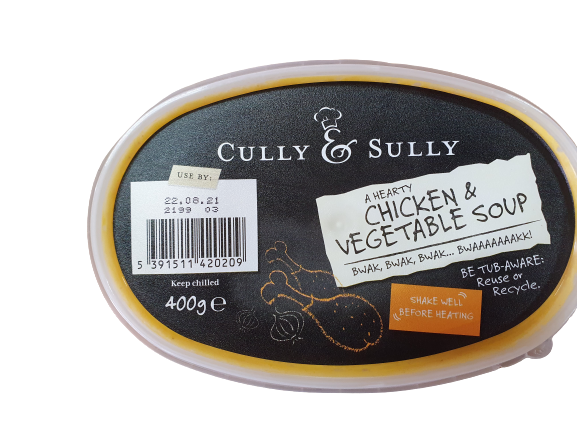 CULLY & SULLY
USE BY:
22.08.21
2199 03
5 391511 420209
Keep chilled
400g e
A HEARTY
CHICKEN &
VEGETABLE SOUP
BWAK, BWAK, BWAK... BWAAAAAAKK!
BE TUB-AWARE:
Reuse or
Recycle.
SHAKE WELL
BEFORE HEATING